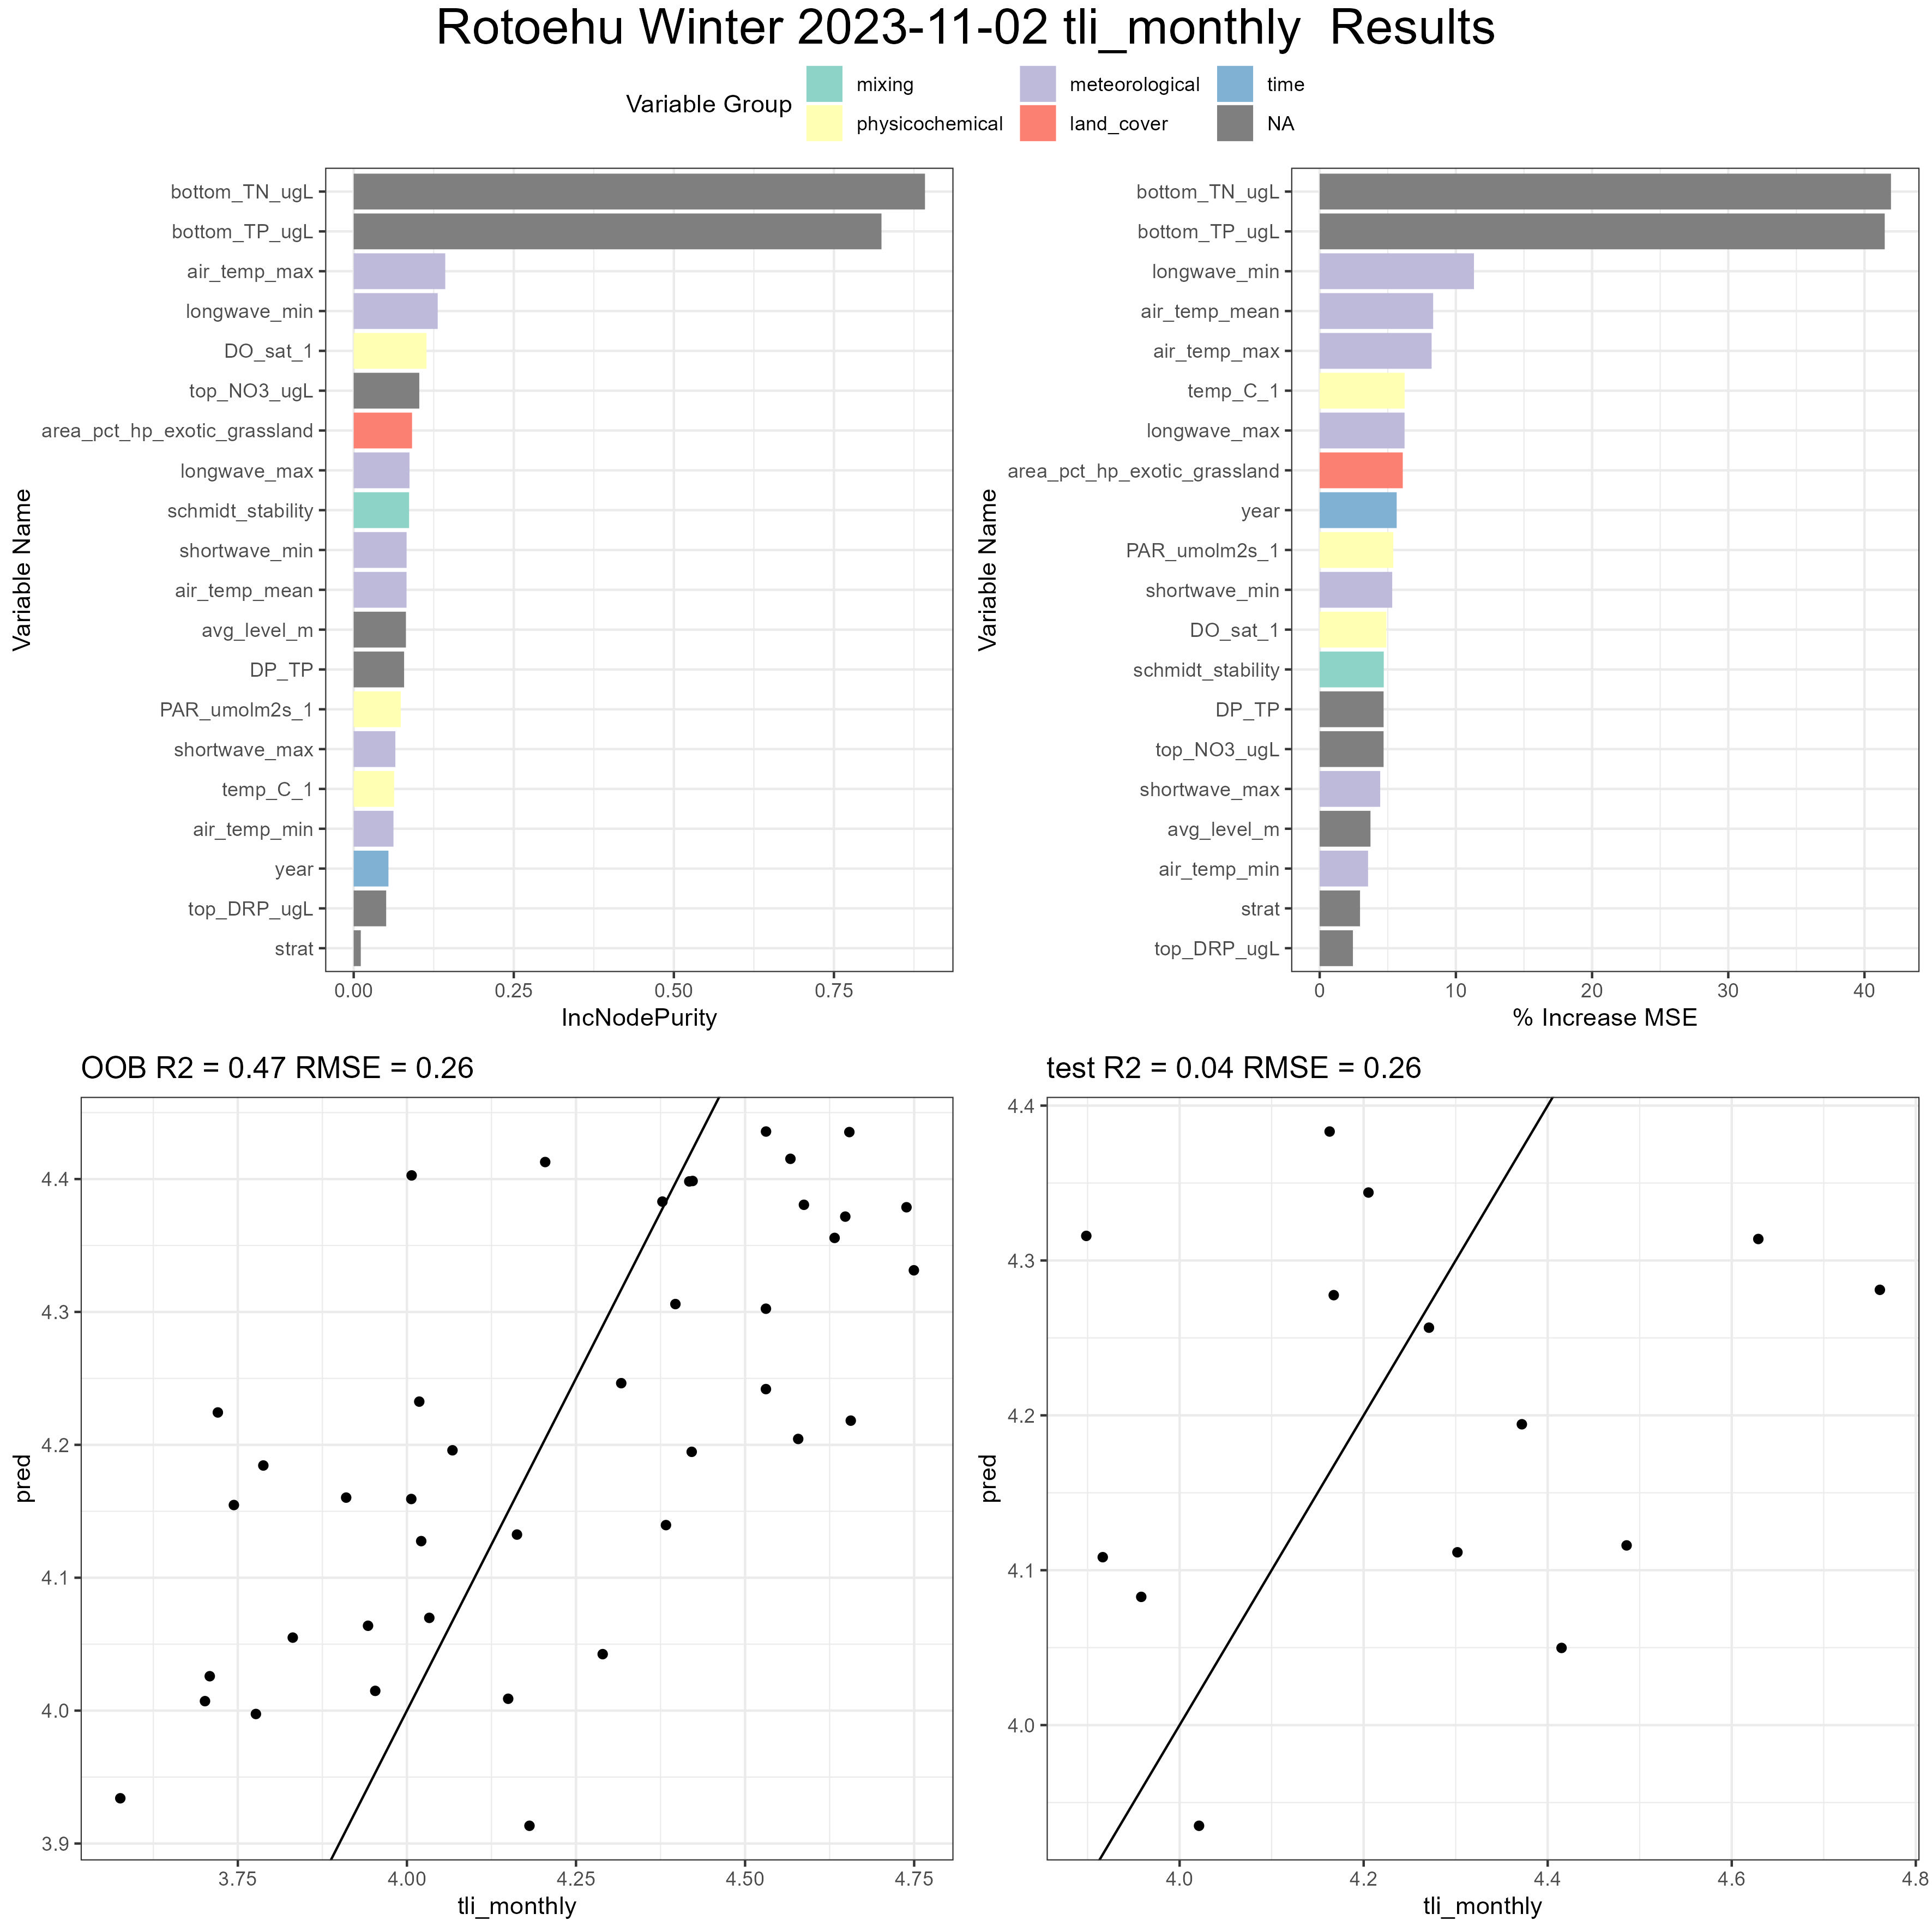 Rotoehu Winter 2023-11-02 tli_monthly  Results
Variable Group
mixing
meteorological
time
physicochemical
land_cover
NA
Variable Name
bottom_TN_ugL
bottom_TP_ugL
air_temp_max
longwave_min
DO_sat_1
top_NO3_ugL
area_pct_hp_exotic_grassland
longwave_max
schmidt_stability
shortwave_min
air_temp_mean
avg_level_m
DP_TP
PAR_umolm2s_1
shortwave_max
temp_C_1
air_temp_min
year
top_DRP_ugL
strat
0.00 0.25 0.50 0.75
IncNodePurity
Variable Name
bottom_TN_ugL
bottom_TP_ugL
longwave_min
air_temp_mean
air_temp_max
temp_C_1
longwave_max
area_pct_hp_exotic_grassland
year
PAR_umolm2s_1
shortwave_min
DO_sat_1
schmidt_stability
DP_TP
top_NO3_ugL
shortwave_max
avg_level_m
air_temp_min
strat
top_DRP_ugL
0 10 20 30 40
% Increase MSE
OOB R2 = 0.47 RMSE = 0.26
pred
4.4
4.3
4.2
4.1
4.0
3.9
3.75 4.00 4.25 4.50 4.75
tli_monthly
test R2 = 0.04 RMSE = 0.26
pred
4.4
4.3
4.2
4.1
4.0
4.0 4.2 4.4 4.6 4.8
tli_monthly